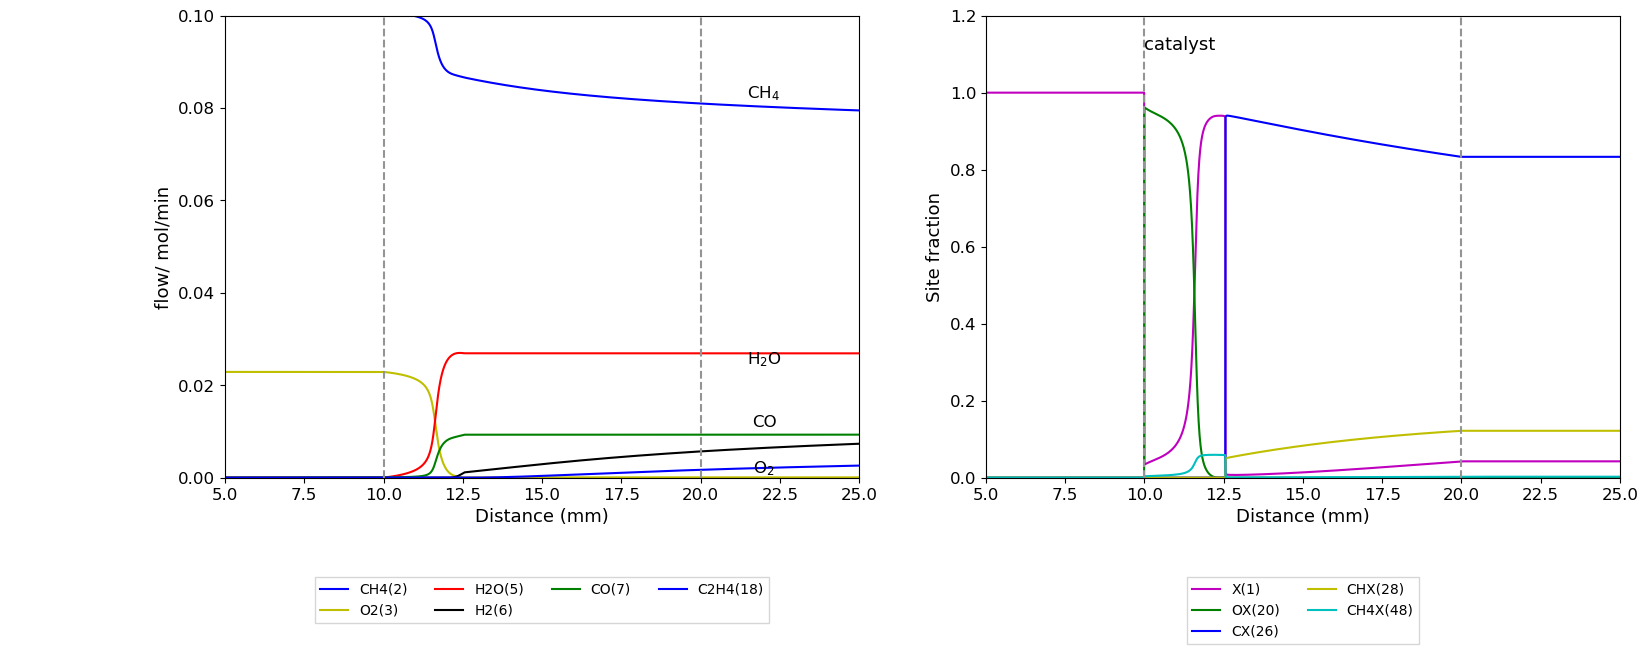 0.10
0.08
0.06
0.04
0.02
0.00
flow/ mol/min
CH₄
H₂O
CO
O₂
5.0 7.5 10.0 12.5 15.0 17.5 20.0 22.5 25.0
Distance (mm)
CH4(2) H2O(5) CO(7) C2H4(18)
O2(3) H2(6)
1.2
1.0
0.8
0.6
0.4
0.2
0.0
Site fraction
catalyst
5.0 7.5 10.0 12.5 15.0 17.5 20.0 22.5 25.0
Distance (mm)
X(1) CHX(28)
OX(20) CH4X(48)
CX(26)